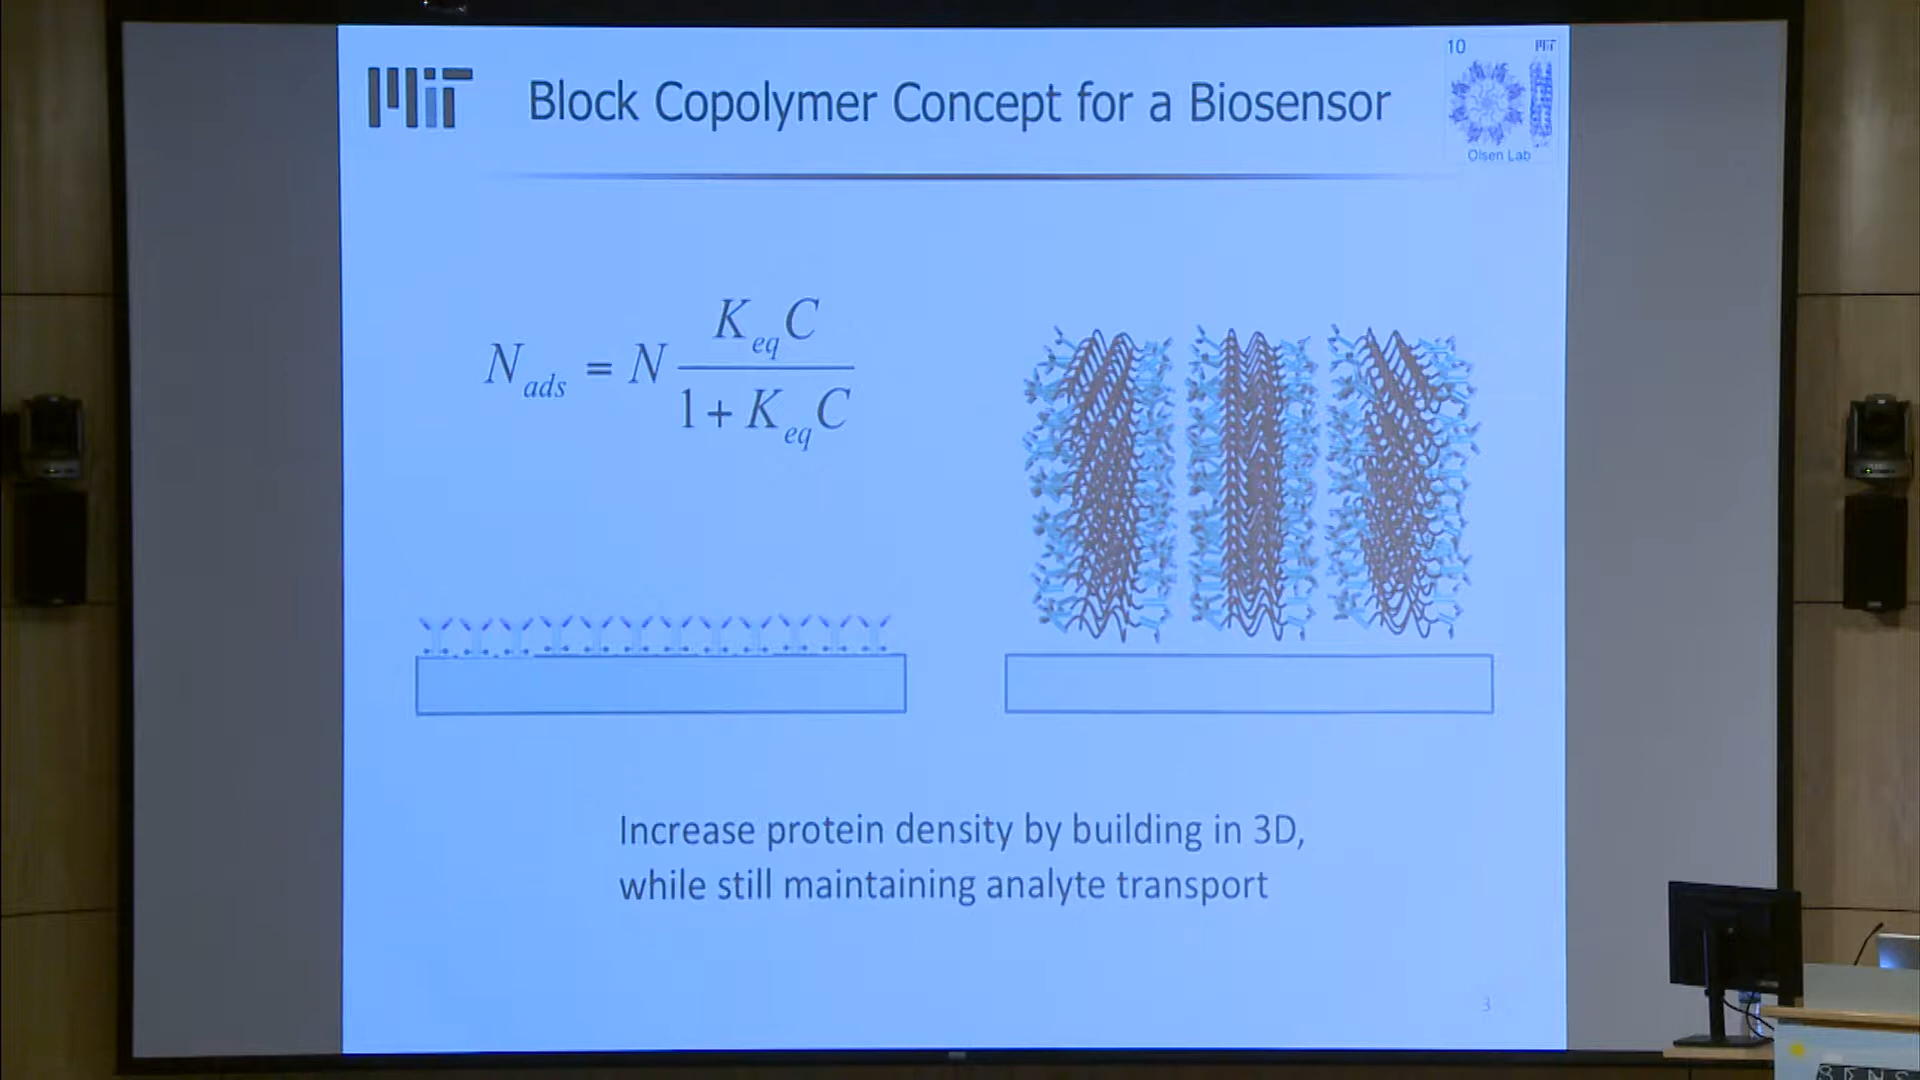 MiT
Block Copolymer Concept for a Biosensor
10
MiT
Olsen Lab
N_ads = N K_eq C / 1 + K_eq C
Increase protein density by building in 3D,
while still maintaining analyte transport
3